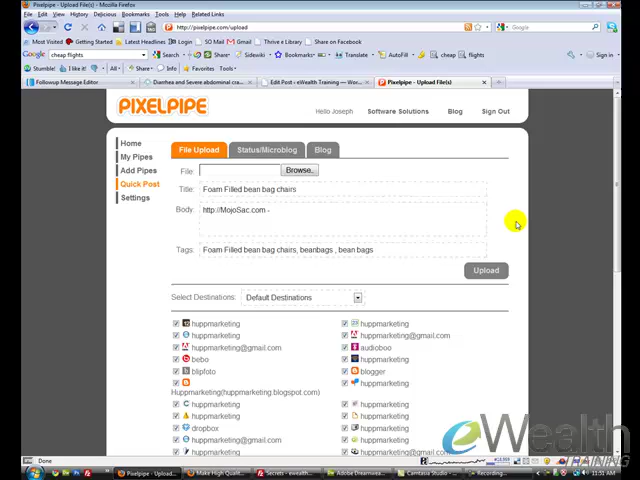 Pixelpipe - Upload File(s) - Mozilla Firefox
File Edit View History Delicious Bookmarks Tools Help Related Links
http://pixelpipe.com/upload
Most Visited Getting Started Latest Headlines SO Mail Gmail Thrive Library Share on Facebook
Google cheap flights Search Sidewiki Bookmarks Translate AutoFill cheap flights Sign In
Stumble! I like it! All Share Info Favorites Tools
Followup Message Editor Diarrhea and Severe abdominal cra... Edit Post ‹ eWealth Training — Wor... Pixelpipe - Upload File(s)
PIXELPIPE
Hello Joseph Software Solutions Blog Sign Out
Home
My Pipes
Add Pipes
Quick Post
Settings
File Upload Status/Microblog Blog
File: Browse..
Title: Foam Filled bean bag chairs
Body: http://MojoSac.com -
Tags: Foam Filled bean bag chairs, beanbags , bean bags
Upload
Select Destinations: Default Destinations
huppmarketing huppmarketing
huppmarketing huppmarketing@gmail.com
huppmarketing@gmail.com audioboo
bebo huppmarketing
blipfoto blogger
huppmarketing
Huppmarketing(huppmarketing.blogspot.com)
huppmarketing huppmarketing
huppmarketing huppmarketing
dropbox huppmarketing
huppmarketing@gmail.com huppmarketing
huppmarketing
eWealth
TRAINING
Done
Pixelpipe - Upload... Make High Qualit... Secrets - ewealth... Adobe Dreamwea... Camtasia Studio - ... Recording... 11:51 AM